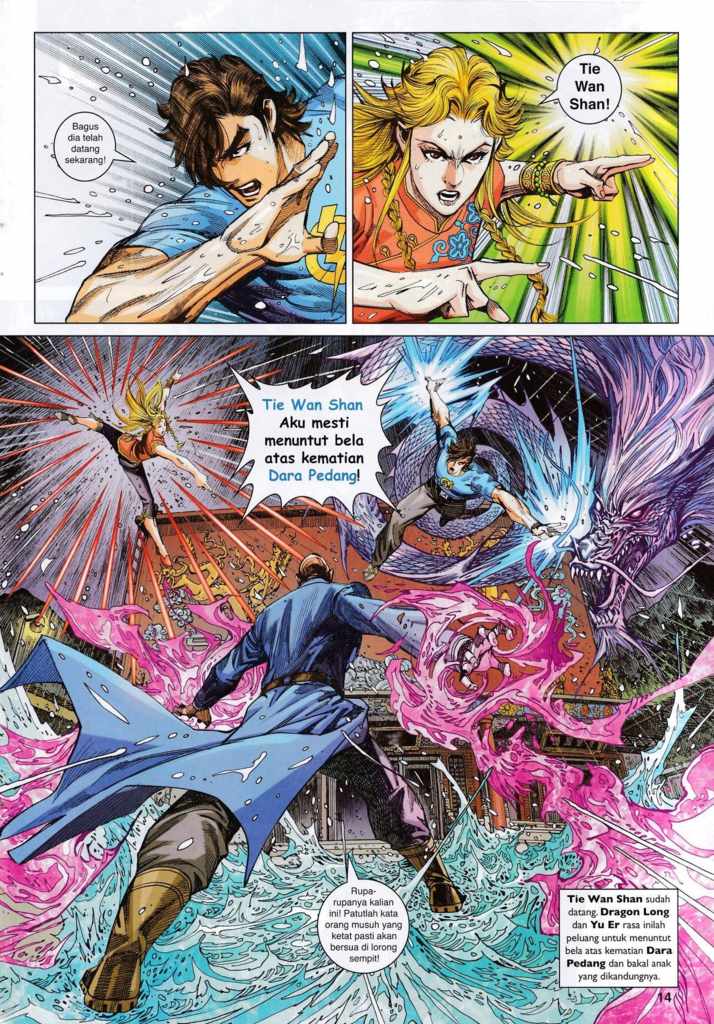 Bagus
dia telah
datang
sekarang!
Tie
Wan
Shan!
Tie Wan Shan
Aku mesti
menuntut bela
atas kematian
Dara Pedang!
Rupa-
rupanya kalian
ini! Patutlah kata
orang musuh yang
ketat pasti akan
bersua di lorong
sempit!
Tie Wan Shan sudah
datang. Dragon Long
dan Yu Er rasa inilah
peluang untuk menuntut
bela atas kematian Dara
Pedang dan bakal anak
yang dikandungnya.
14